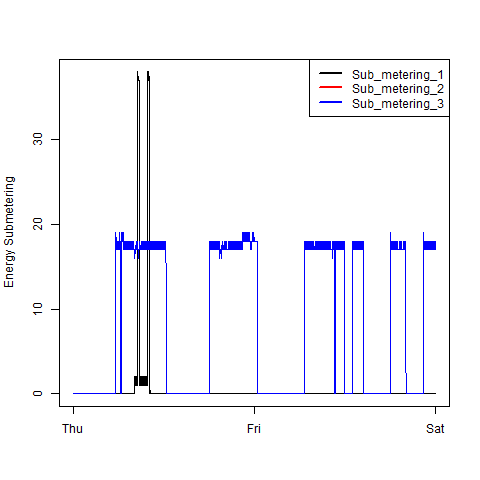 Sub_metering_1
Sub_metering_2
Sub_metering_3
Energy Submetering
30
20
10
0
Thu Fri Sat